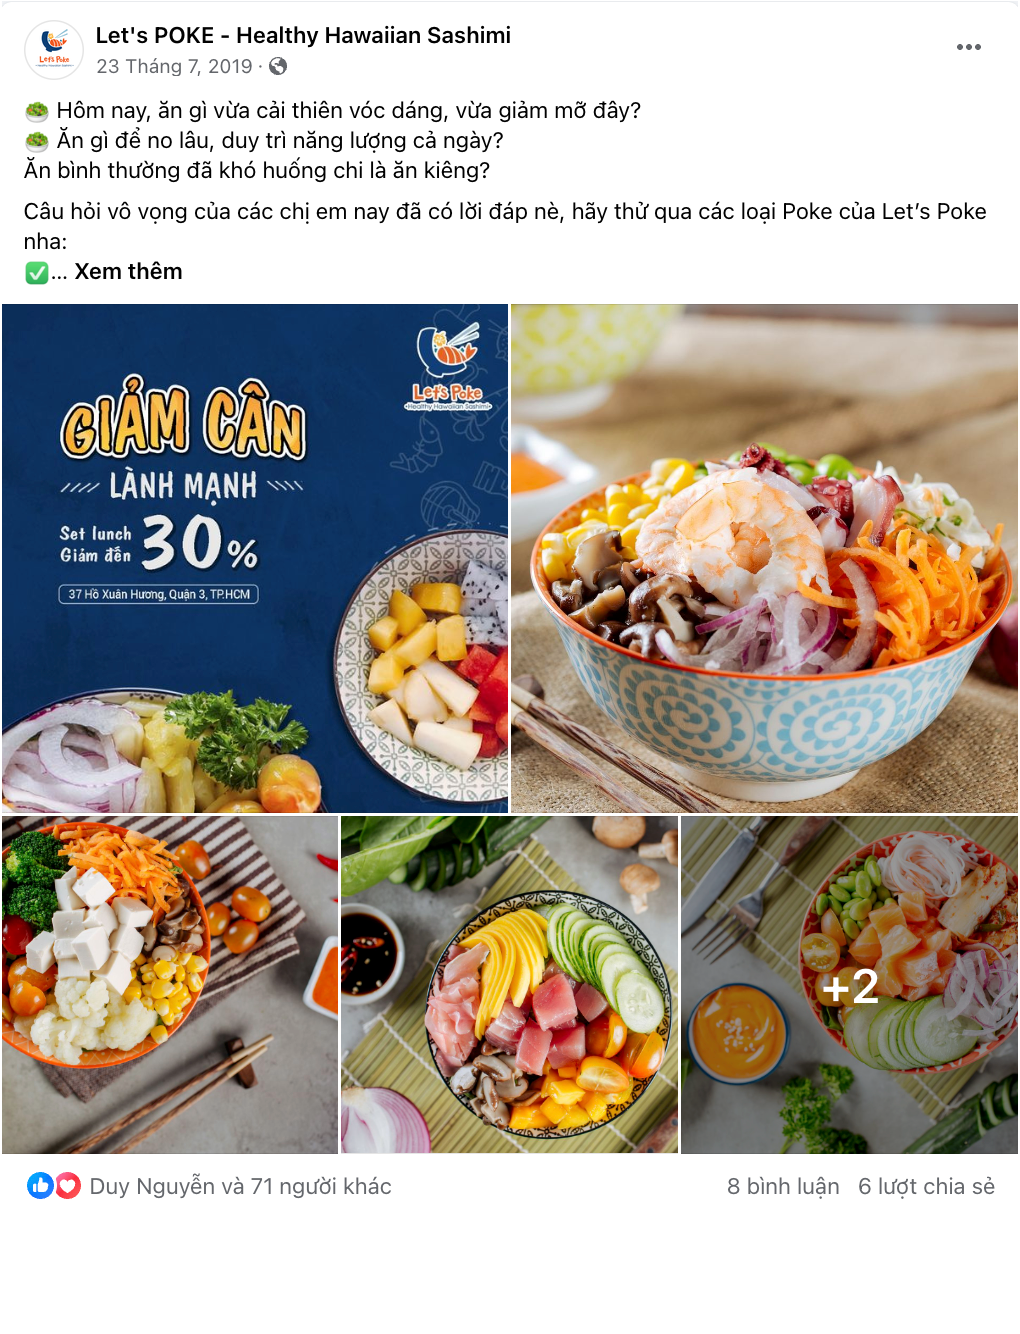 Let's POKE - Healthy Hawaiian Sashimi
23 Tháng 7, 2019 ·
🥗 Hôm nay, ăn gì vừa cải thiên vóc dáng, vừa giảm mỡ đây?
🥗 Ăn gì để no lâu, duy trì năng lượng cả ngày?
Ăn bình thường đã khó huống chi là ăn kiêng?
Câu hỏi vô vọng của các chị em nay đã có lời đáp nè, hãy thử qua các loại Poke của Let’s Poke
nha:
✅... Xem thêm
Let's Poke
Healthy Hawaiian Sashimi
GIẢM CÂN
LÀNH MẠNH
Set lunch
Giảm đến 30%
37 Hồ Xuân Hương, Quận 3, TP.HCM
+2
Duy Nguyễn và 71 người khác
8 bình luận 6 lượt chia sẻ